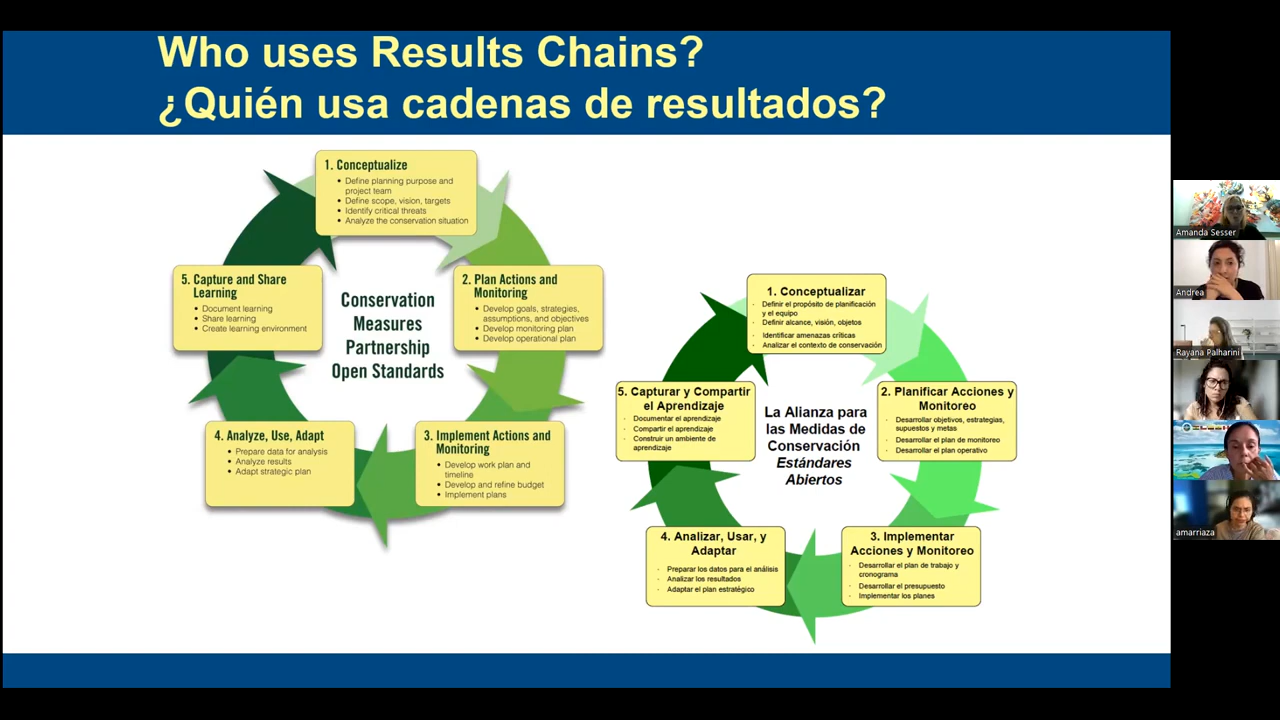 Who uses Results Chains?
¿Quién usa cadenas de resultados?
1. Conceptualize
• Define planning purpose and
project team
• Define scope, vision, targets
• Identify critical threats
• Analyze the conservation situation
5. Capture and Share
Learning
• Document learning
• Share learning
• Create learning environment
Conservation
Measures
Partnership
Open Standards
2. Plan Actions and
Monitoring
• Develop goals, strategies,
assumptions, and objectives
• Develop monitoring plan
• Develop operational plan
4. Analyze, Use, Adapt
• Prepare data for analysis
• Analyze results
• Adapt strategic plan
3. Implement Actions and
Monitoring
• Develop work plan and
timeline
• Develop and refine budget
• Implement plans
1. Conceptualizar
· Definir el propósito de planificación
y el equipo
· Definir alcance, visión, objetos
· Identificar amenazas críticas
· Analizar el contexto de conservación
5. Capturar y Compartir
el Aprendizaje
· Documentar el aprendizaje
· Compartir el aprendizaje
· Construir un ambiente de
aprendizaje
La Alianza para
las Medidas de
Conservación
Estándares
Abiertos
2. Planificar Acciones y
Monitoreo
· Desarrollar objetivos, estrategias,
supuestos y metas
· Desarrollar el plan de monitoreo
· Desarrollar el plan operativo
4. Analizar, Usar, y
Adaptar
· Preparar los datos para el análisis
· Analizar los resultados
· Adaptar el plan estratégico
3. Implementar
Acciones y Monitoreo
· Desarrollar el plan de trabajo y
cronograma
· Desarrollar el presupuesto
· Implementar los planes
Amanda Sesser
Andrea
Rayana Palharini
amarriaza